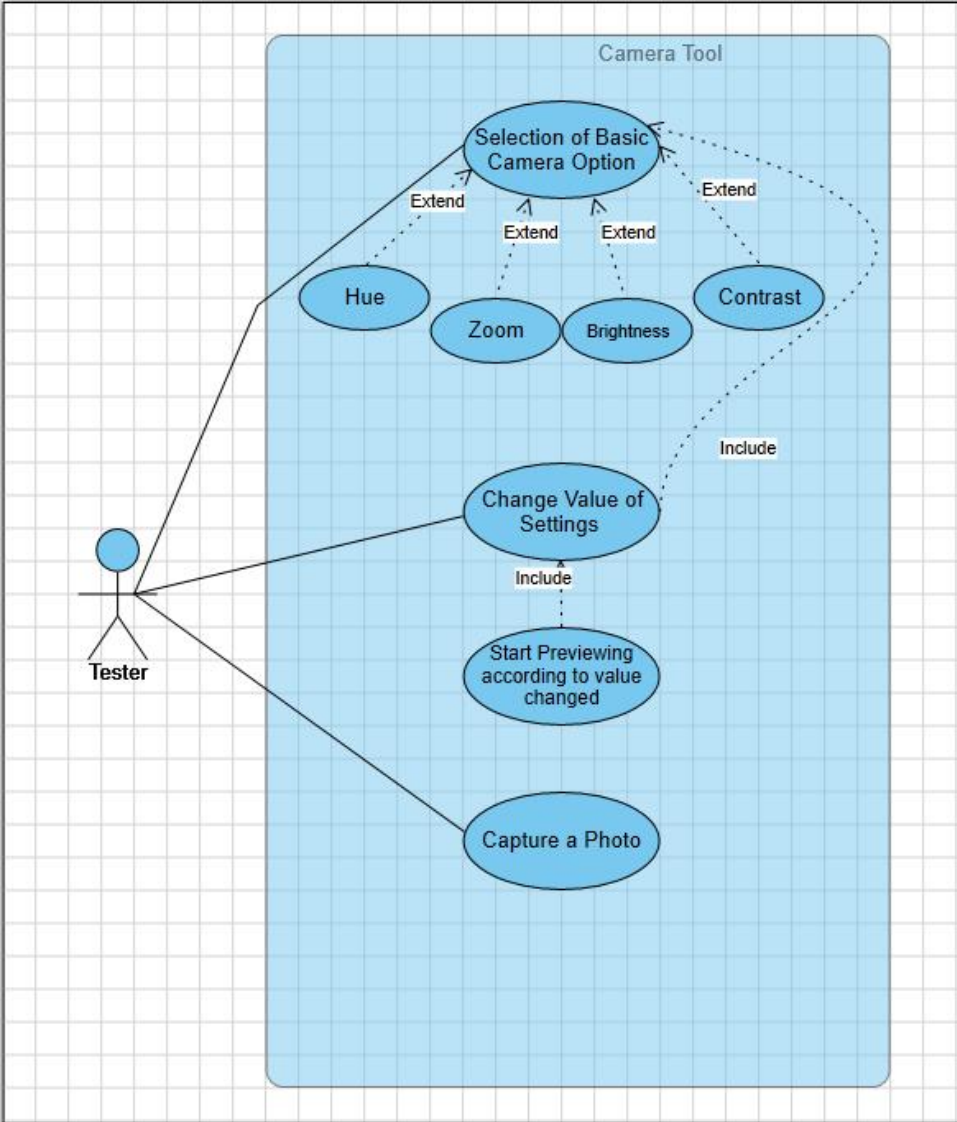 Camera Tool
Selection of Basic
Camera Option
Extend
Extend
Extend
Extend
Hue
Zoom
Brightness
Contrast
Include
Change Value of
Settings
Include
Start Previewing
according to value
changed
Tester
Capture a Photo